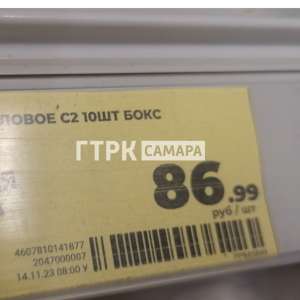 ЛОВОЕ С2 10ШТ БОКС
ГТРК САМАРА
86.99
руб / шт
4607810141877
2047000007
14.11.23 08:00 У